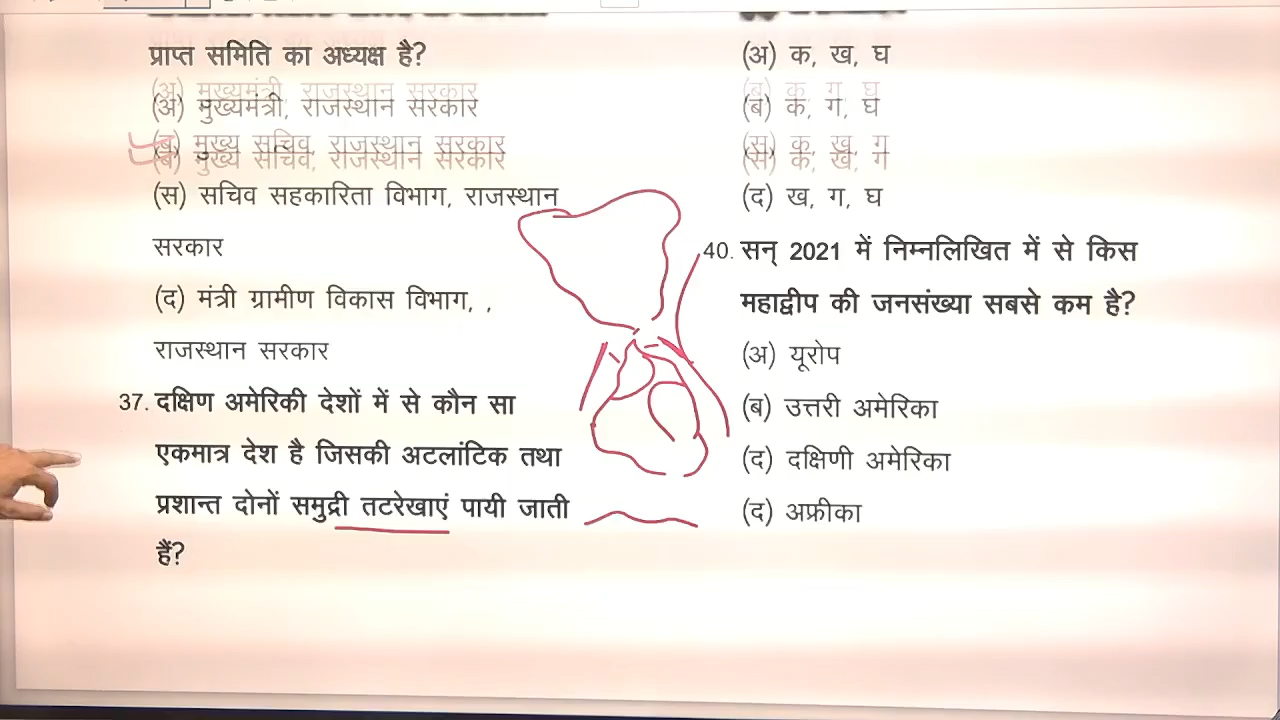 प्राप्त समिति का अध्यक्ष है?
(अ) मुख्यमंत्री, राजस्थान सरकार
(ब) मुख्य सचिव, राजस्थान सरकार
(स) सचिव सहकारिता विभाग, राजस्थान
सरकार
(द) मंत्री ग्रामीण विकास विभाग, ,
राजस्थान सरकार
37. दक्षिण अमेरिकी देशों में से कौन सा
एकमात्र देश है जिसकी अटलांटिक तथा
प्रशान्त दोनों समुद्री तटरेखाएं पायी जाती
हैं?
(अ) क, ख, घ
(ब) क, ग, घ
(स) क, ख, ग
(द) ख, ग, घ
40. सन् 2021 में निम्नलिखित में से किस
महाद्वीप की जनसंख्या सबसे कम है?
(अ) यूरोप
(ब) उत्तरी अमेरिका
(द) दक्षिणी अमेरिका
(द) अफ्रीका